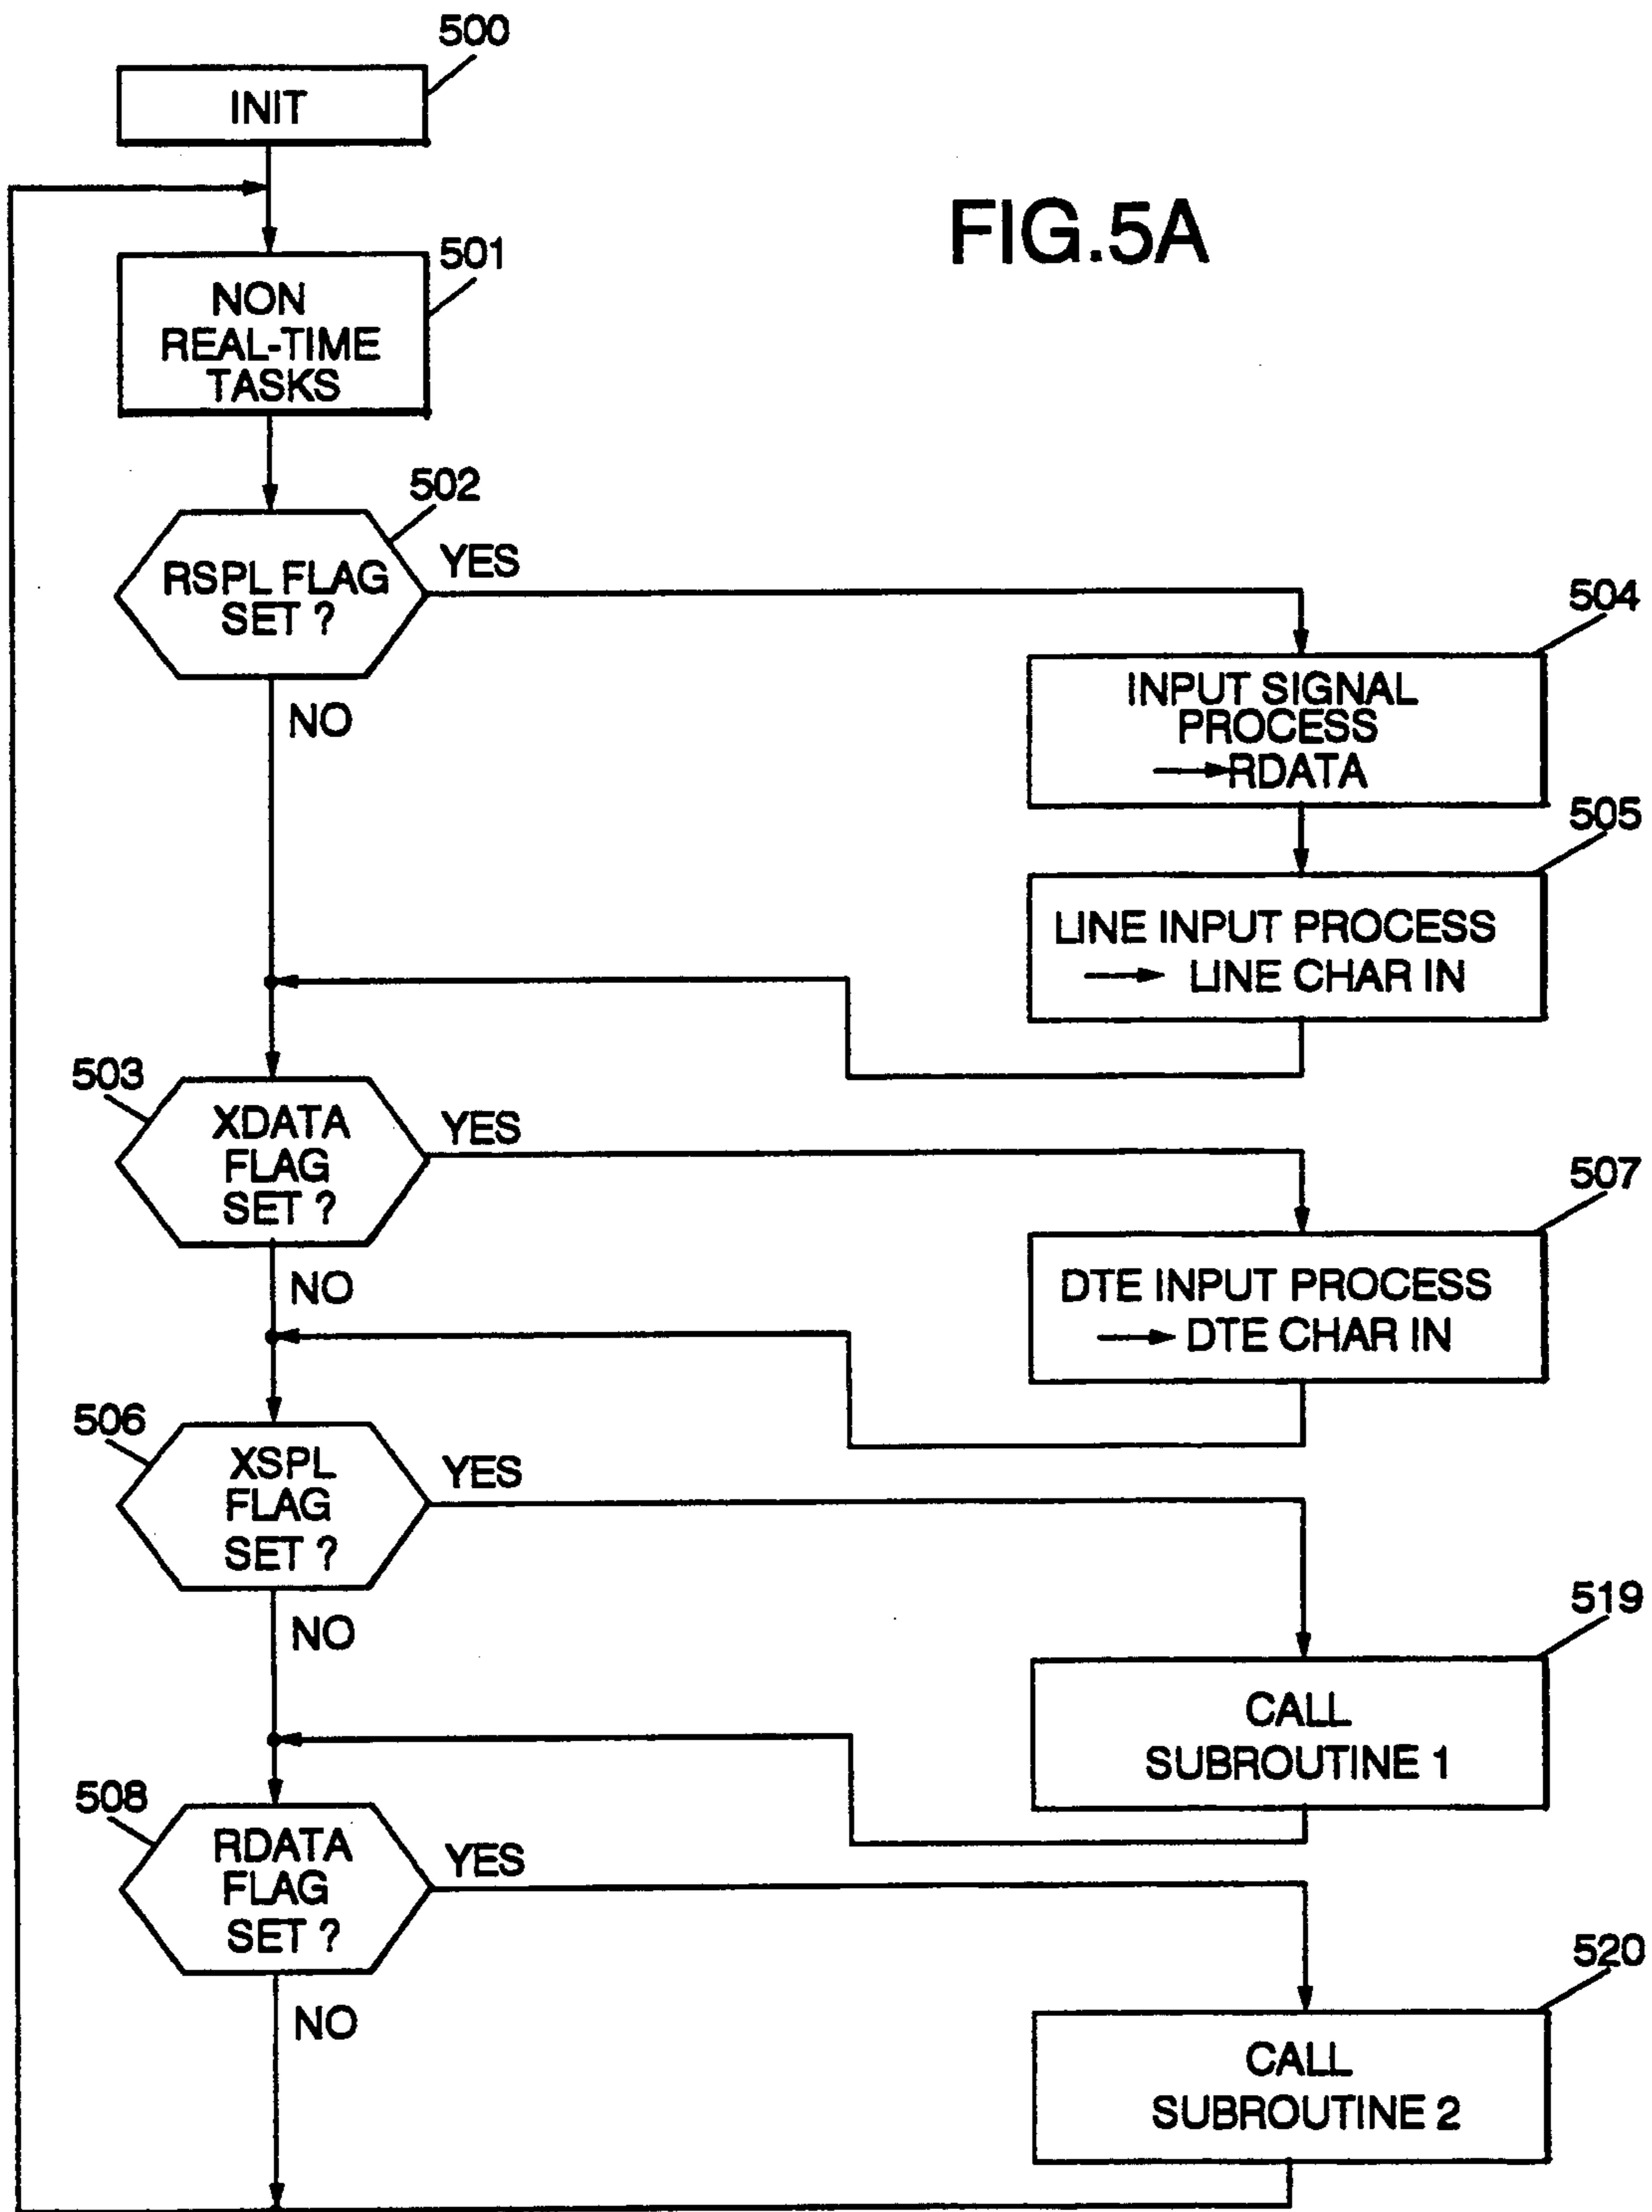 500
INIT
FIG.5A
501
NON
REAL-TIME
TASKS
502
RSPL FLAG
SET ?
YES
NO
504
INPUT SIGNAL
PROCESS
→RDATA
505
LINE INPUT PROCESS
→ LINE CHAR IN
503
XDATA
FLAG
SET ?
YES
NO
507
DTE INPUT PROCESS
→ DTE CHAR IN
506
XSPL
FLAG
SET ?
YES
NO
519
CALL
SUBROUTINE 1
508
RDATA
FLAG
SET ?
YES
NO
520
CALL
SUBROUTINE 2